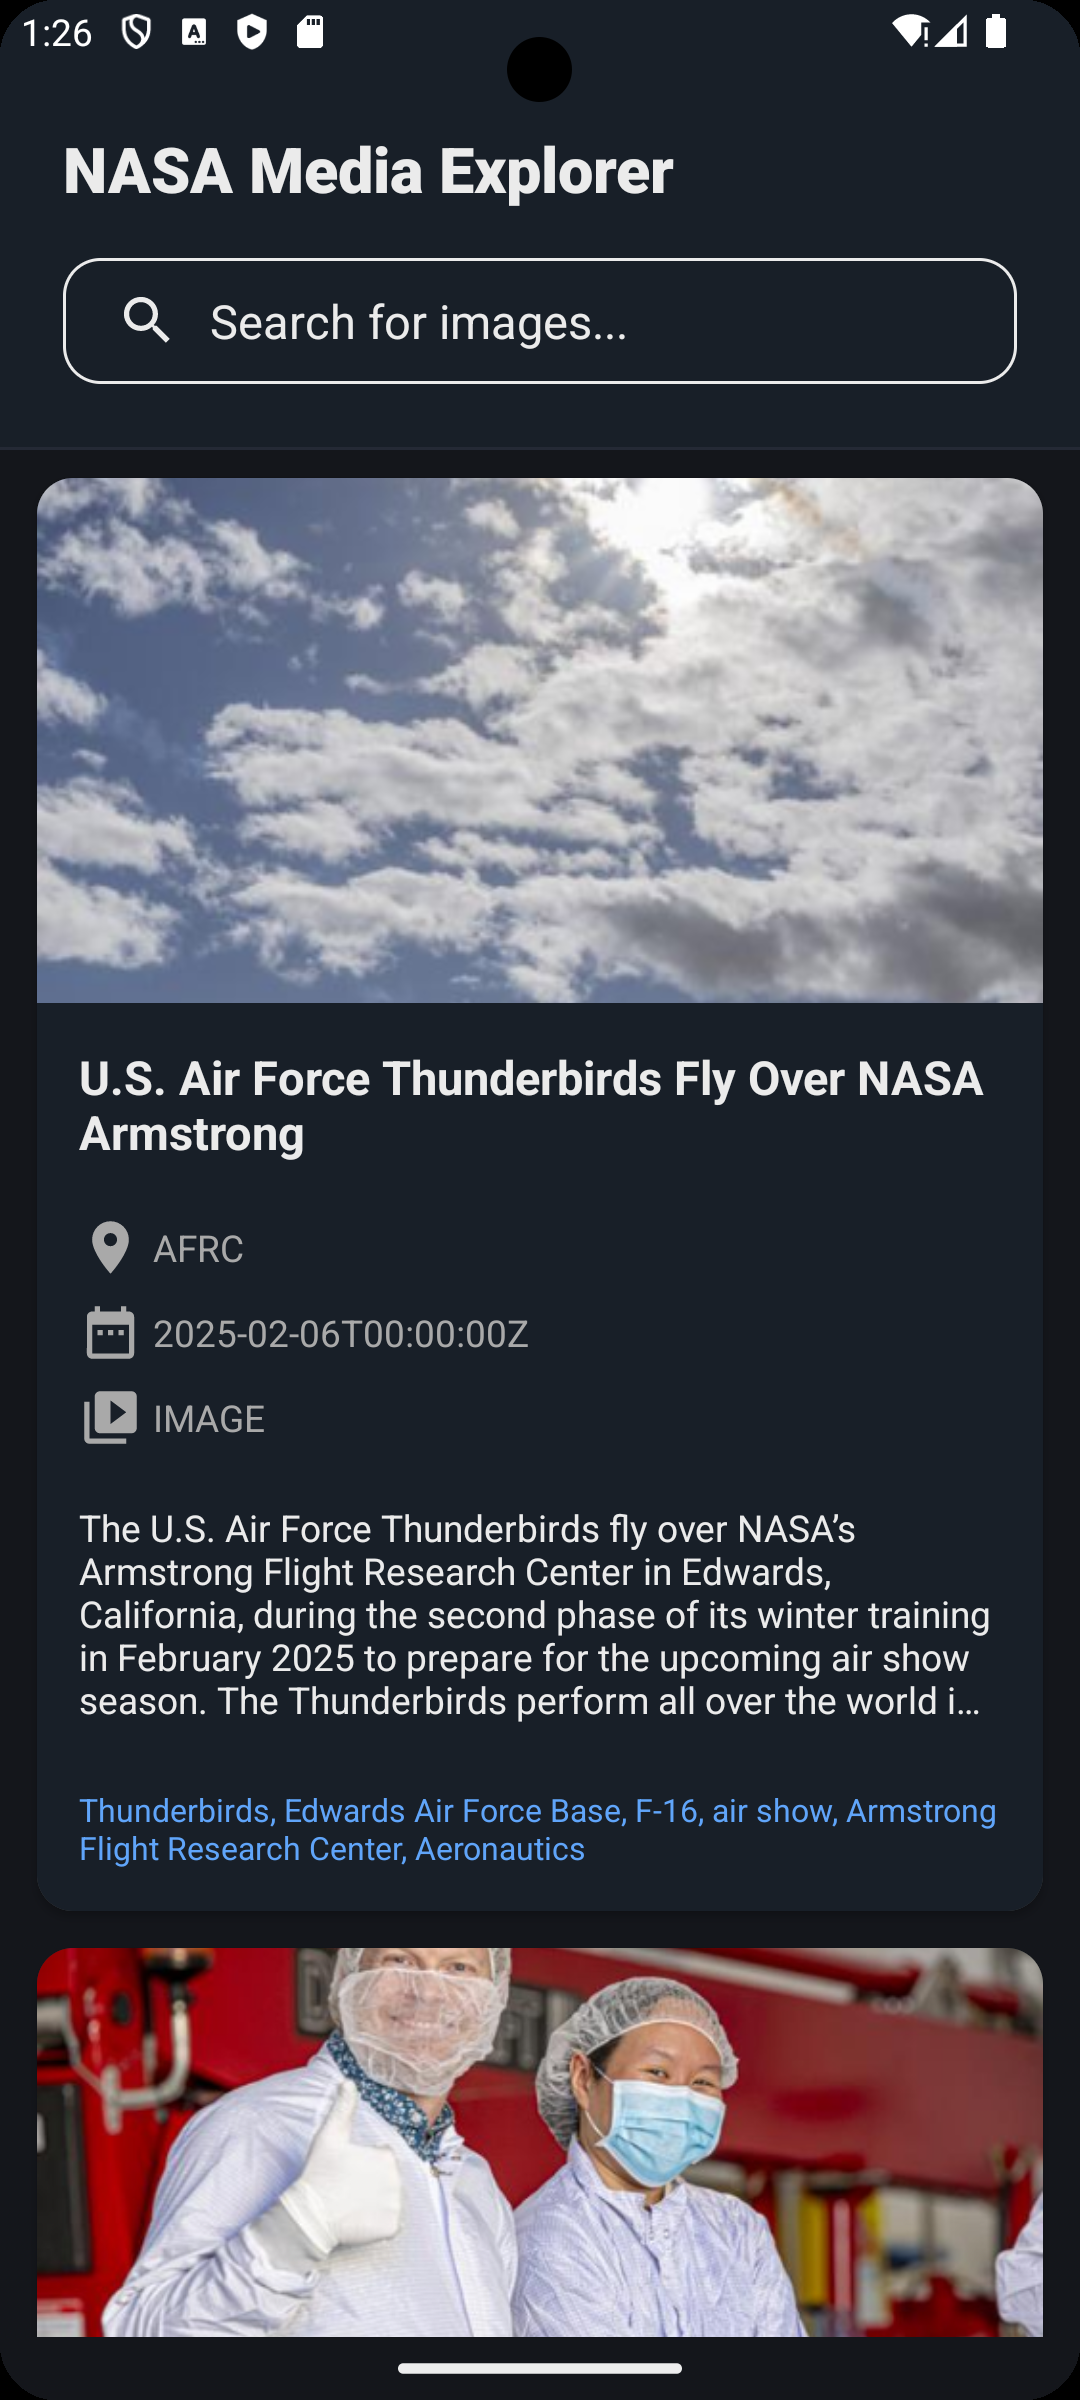 1:26
NASA Media Explorer
Search for images...
U.S. Air Force Thunderbirds Fly Over NASA
Armstrong
AFRC
2025-02-06T00:00:00Z
IMAGE
The U.S. Air Force Thunderbirds fly over NASA’s
Armstrong Flight Research Center in Edwards,
California, during the second phase of its winter training
in February 2025 to prepare for the upcoming air show
season. The Thunderbirds perform all over the world i…
Thunderbirds, Edwards Air Force Base, F-16, air show, Armstrong
Flight Research Center, Aeronautics